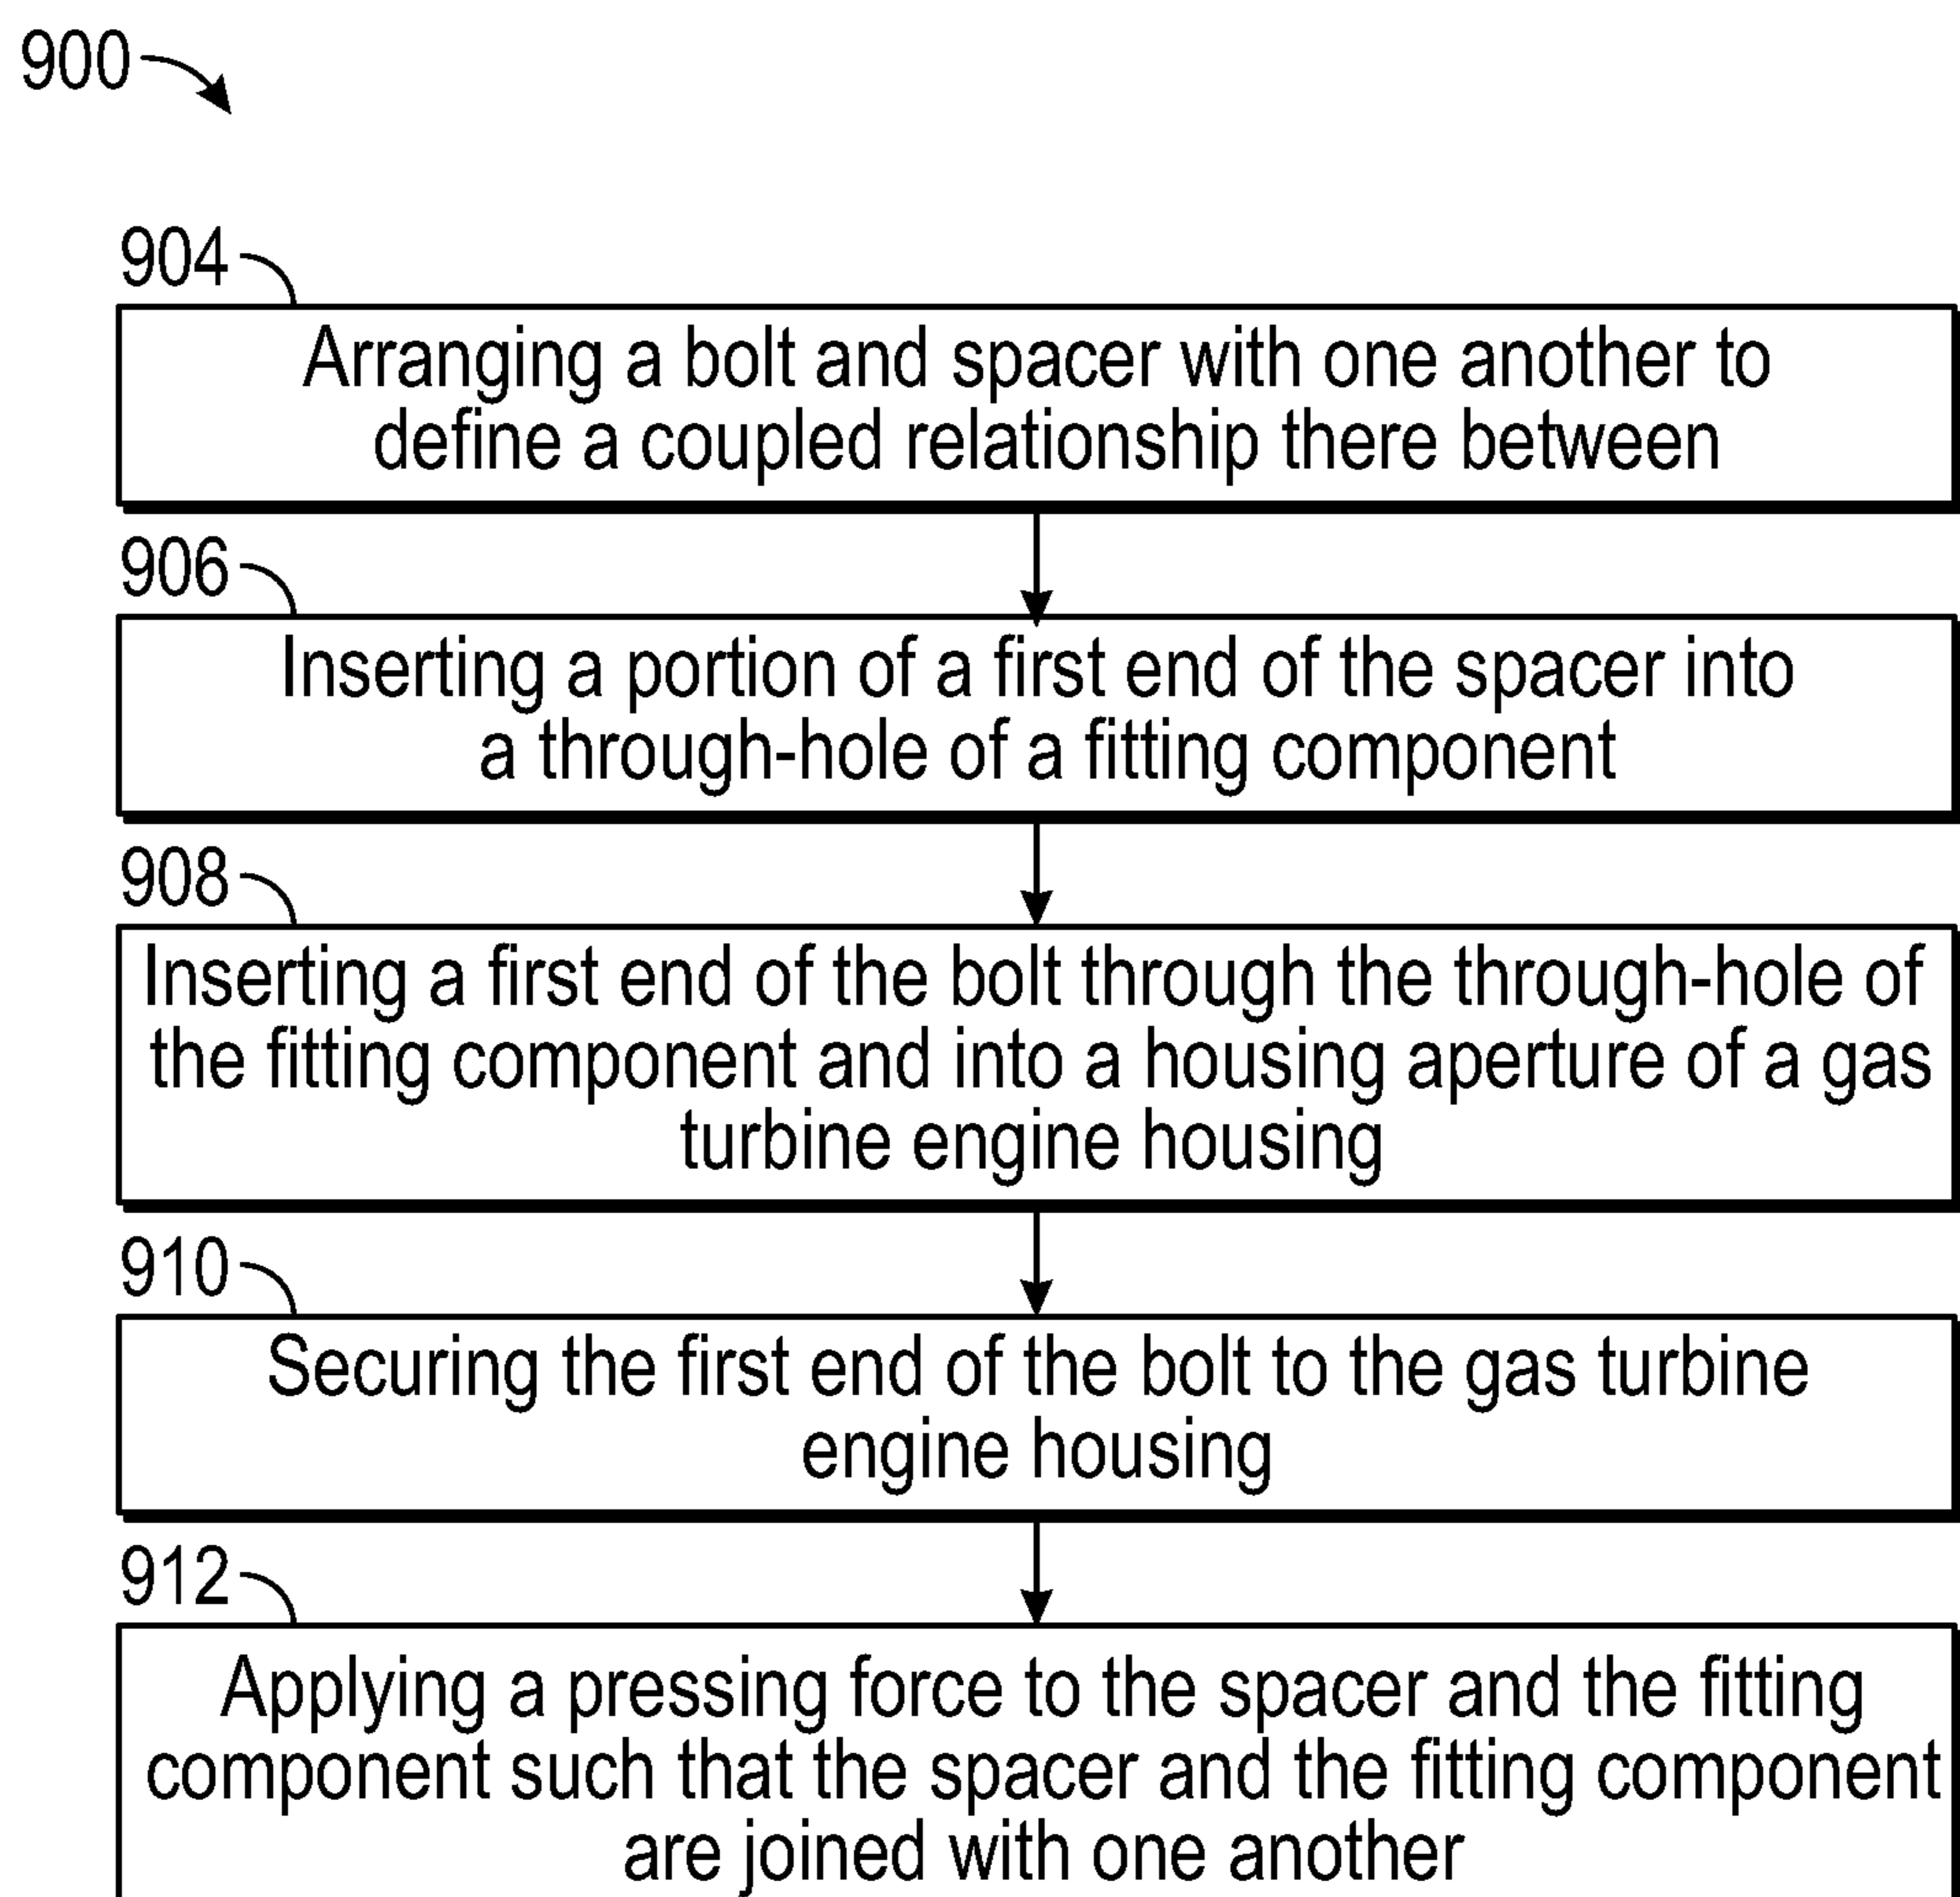 900
904
Arranging a bolt and spacer with one another to
define a coupled relationship there between
906
Inserting a portion of a first end of the spacer into
a through-hole of a fitting component
908
Inserting a first end of the bolt through the through-hole of
the fitting component and into a housing aperture of a gas
turbine engine housing
910
Securing the first end of the bolt to the gas turbine
engine housing
912
Applying a pressing force to the spacer and the fitting
component such that the spacer and the fitting component
are joined with one another